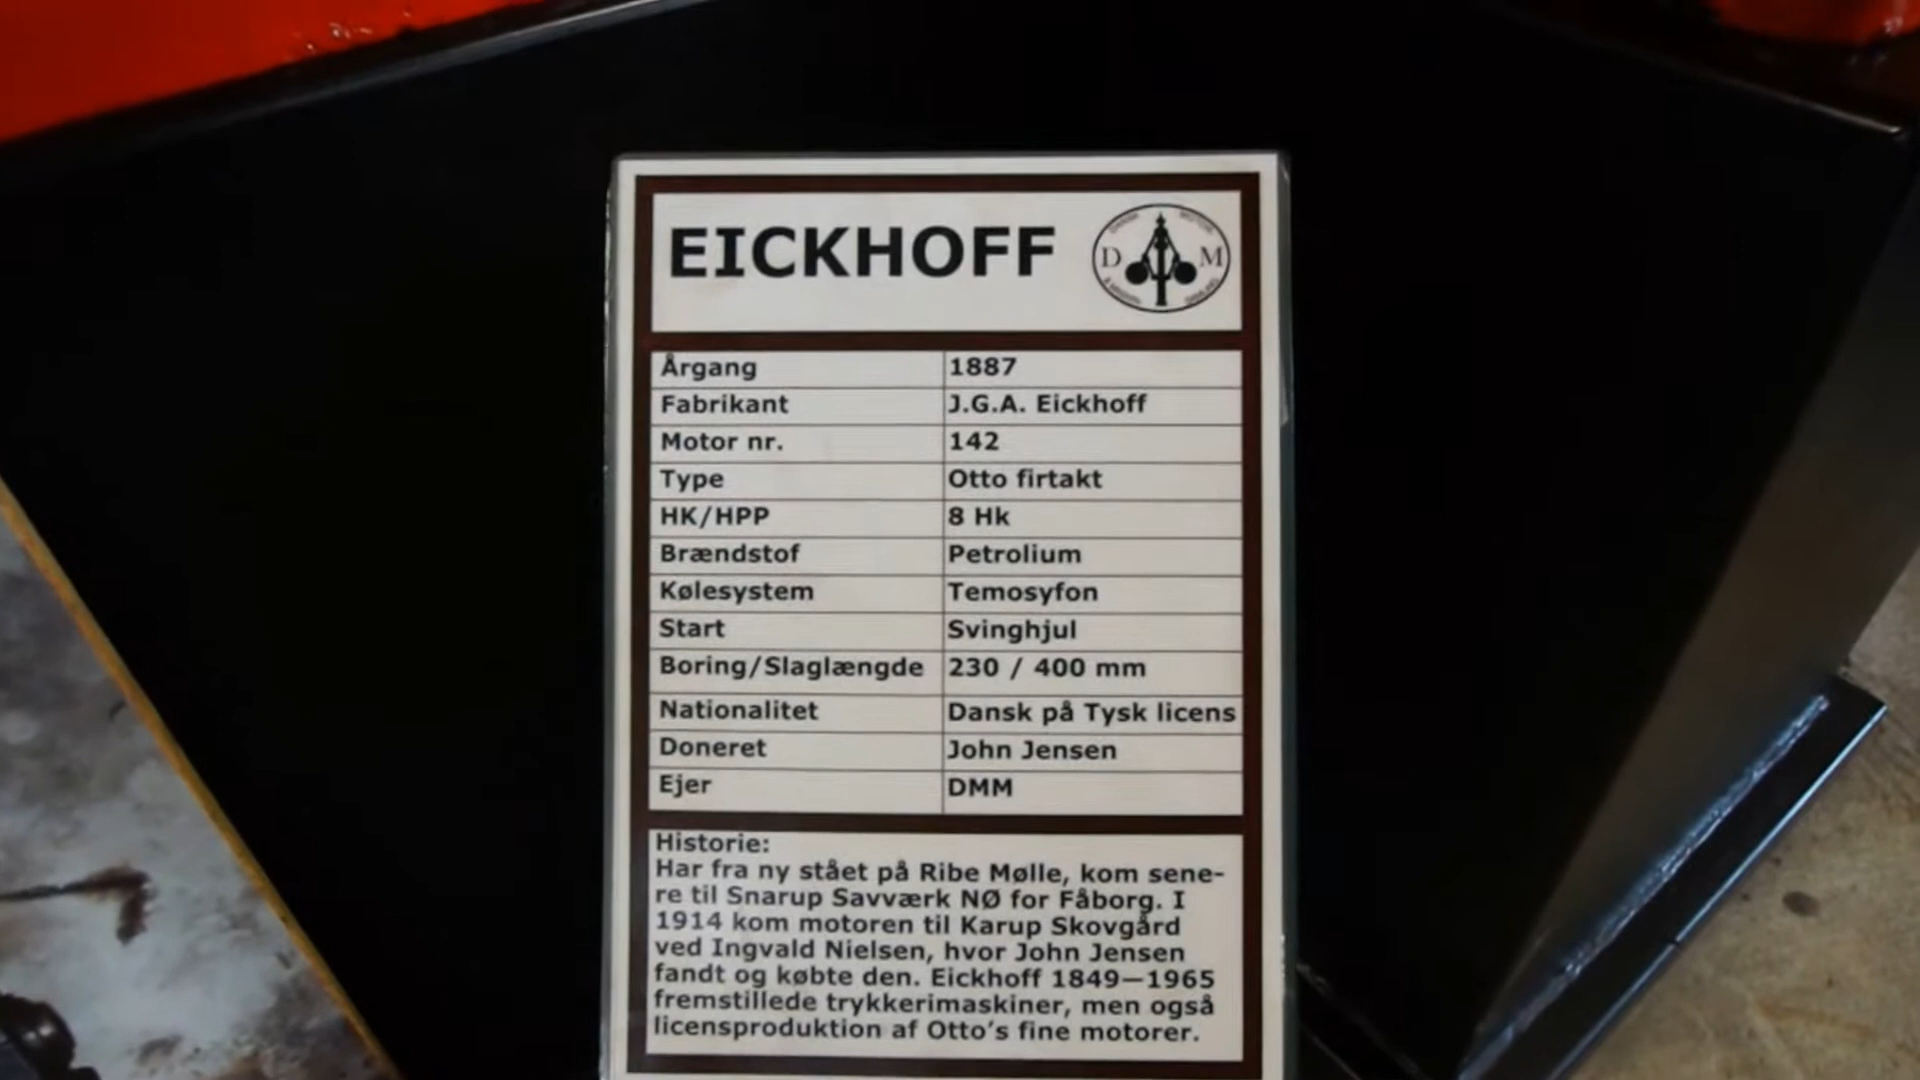 EICKHOFF
D M
Årgang 1887
Fabrikant J.G.A. Eickhoff
Motor nr. 142
Type Otto firtakt
HK/HPP 8 Hk
Brændstof Petrolium
Kølesystem Temosyfon
Start Svinghjul
Boring/Slaglængde 230 / 400 mm
Nationalitet Dansk på Tysk licens
Doneret John Jensen
Ejer DMM
Historie:
Har fra ny stået på Ribe Mølle, kom sene-
re til Snarup Savværk NØ for Fåborg. I
1914 kom motoren til Karup Skovgård
ved Ingvald Nielsen, hvor John Jensen
fandt og købte den. Eickhoff 1849—1965
fremstillede trykkerimaskiner, men også
licensproduktion af Otto's fine motorer.